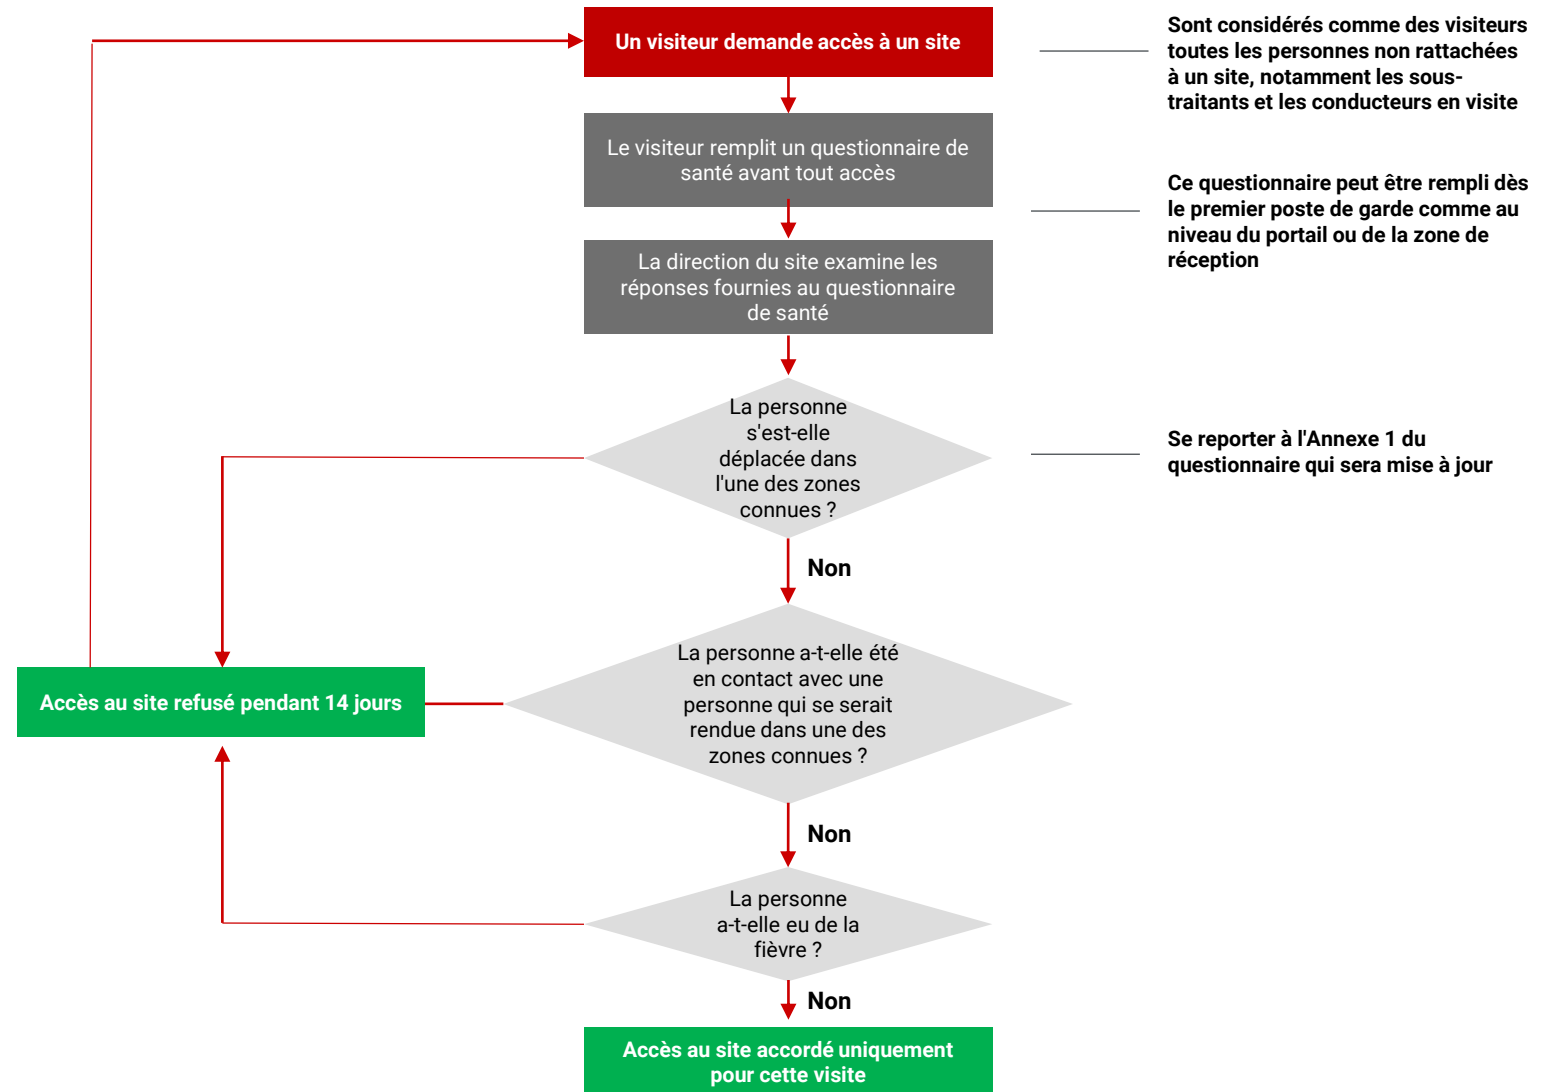 Un visiteur demande accès à un site
Sont considérés comme des visiteurs
toutes les personnes non rattachées
à un site, notamment les sous-
traitants et les conducteurs en visite
Le visiteur remplit un questionnaire de
santé avant tout accès
Ce questionnaire peut être rempli dès
le premier poste de garde comme au
niveau du portail ou de la zone de
réception
La direction du site examine les
réponses fournies au questionnaire
de santé
La personne
s'est-elle
déplacée dans
l'une des zones
connues ?
Se reporter à l'Annexe 1 du
questionnaire qui sera mise à jour
Non
La personne a-t-elle été
en contact avec une
personne qui se serait
rendue dans une des
zones connues ?
Accès au site refusé pendant 14 jours
Non
La personne
a-t-elle eu de la
fièvre ?
Non
Accès au site accordé uniquement
pour cette visite